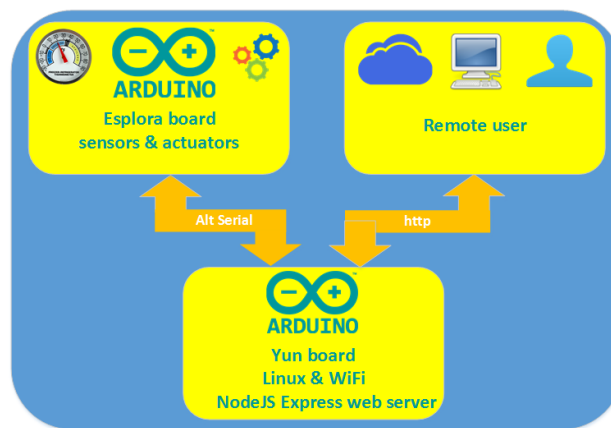 ARDUINO
Esplora board
sensors & actuators
Remote user
Alt Serial
http
ARDUINO
Yun board
Linux & WiFi
NodeJS Express web server